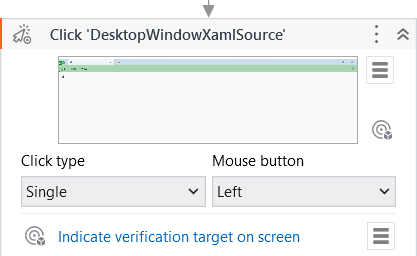 Click 'DesktopWindowXamlSource'
Click type
Mouse button
Single
Left
Indicate verification target on screen